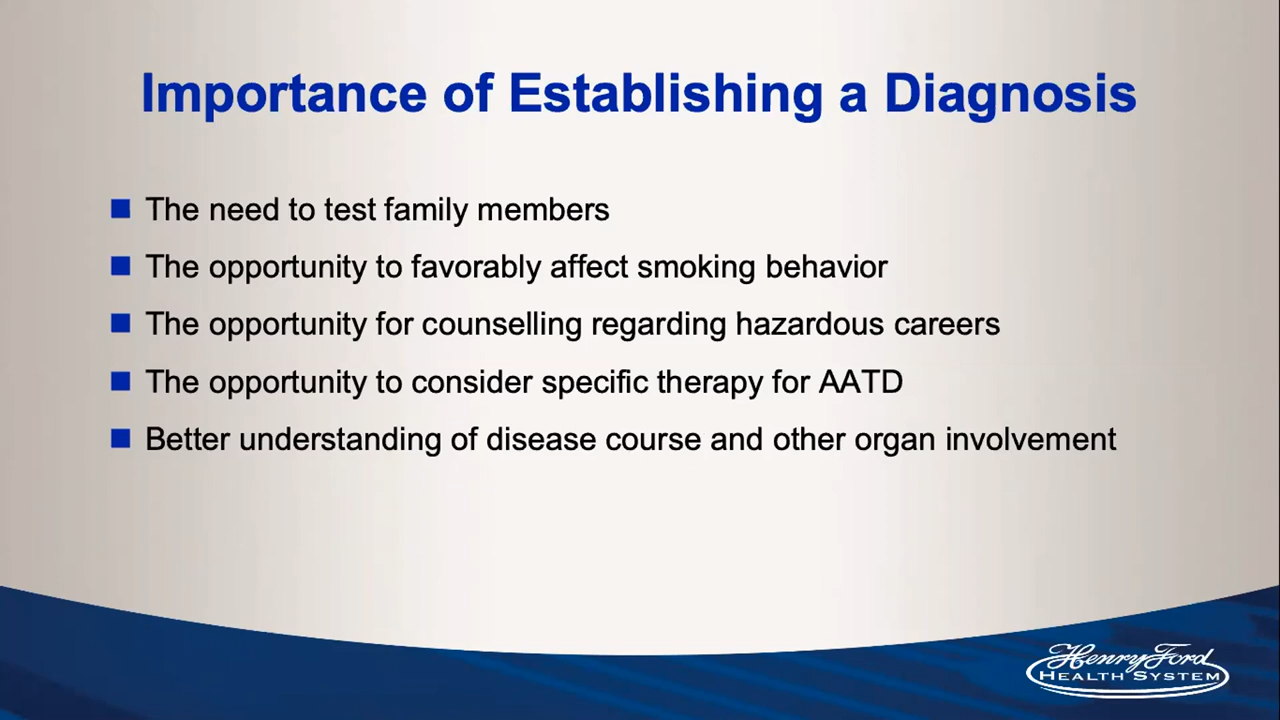 Importance of Establishing a Diagnosis
The need to test family members
The opportunity to favorably affect smoking behavior
The opportunity for counselling regarding hazardous careers
The opportunity to consider specific therapy for AATD
Better understanding of disease course and other organ involvement
Henry Ford
HEALTH SYSTEM